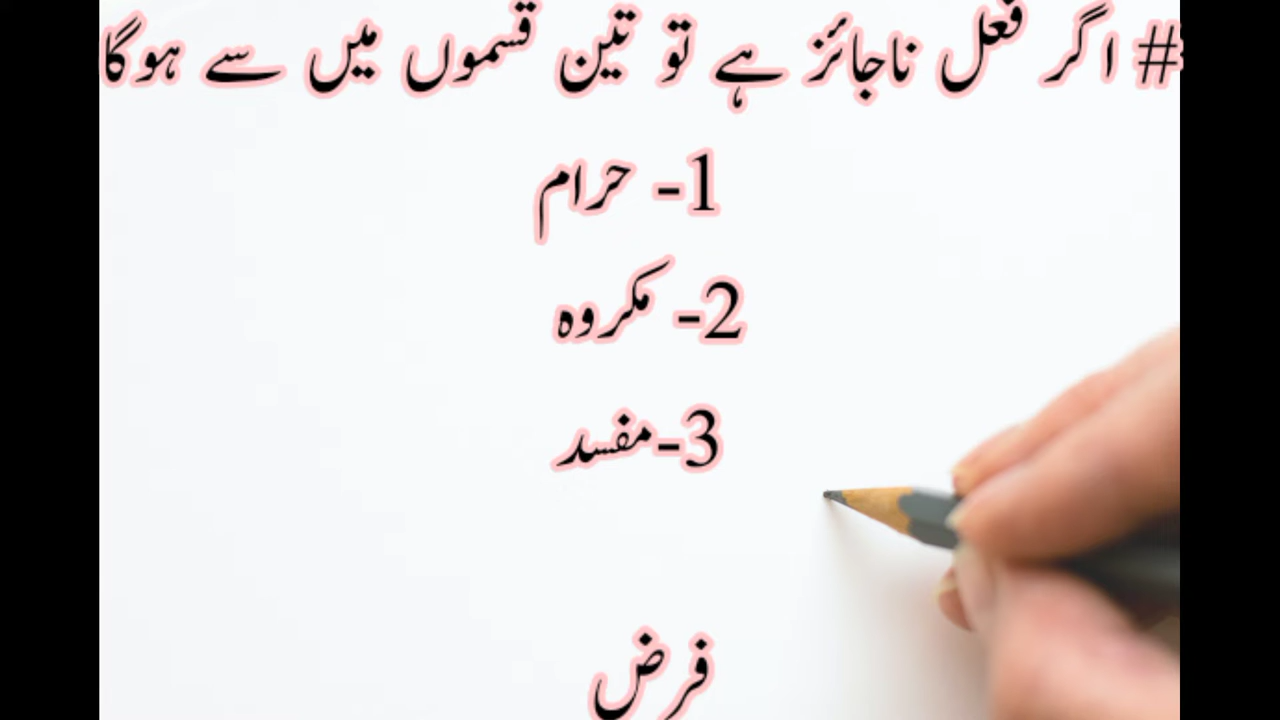 # اگر فعل ناجائز ہے تو تین قسموں میں سے ہوگا
1- حرام
2- مکروہ
3-مفسد
فرض